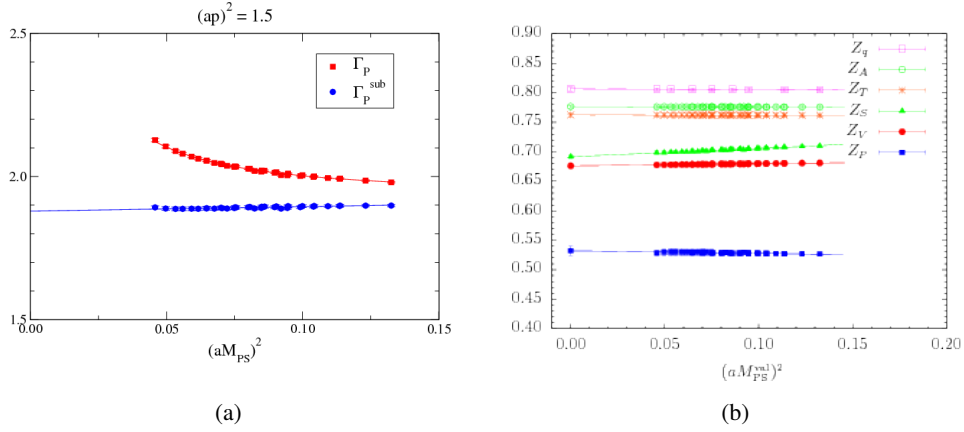 (ap)² = 1.5
2.5
2.0
1.5
0.00
0.05
0.10
0.15
(aM_PS)²
Γ_P
Γ_P^sub
(a)
0.90
0.85
0.80
0.75
0.70
0.65
0.60
0.55
0.50
0.45
0.40
0.00
0.05
0.10
0.15
0.20
(aM_PS^val)²
Z_q
Z_A
Z_T
Z_S
Z_V
Z_P
(b)